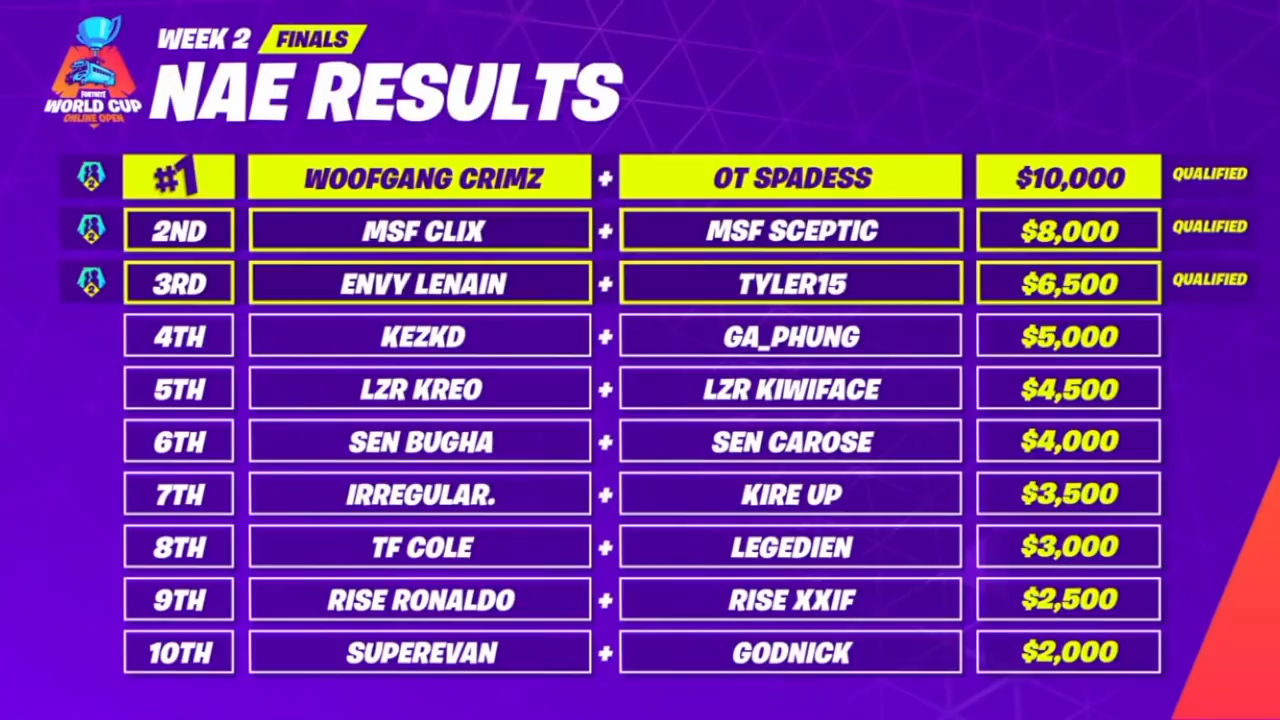 WEEK 2 FINALS
NAE RESULTS
FORTNITE
WORLD CUP
ONLINE OPEN
2 #1 WOOFGANG CRIMZ + OT SPADESS $10,000 QUALIFIED
2 2ND MSF CLIX + MSF SCEPTIC $8,000 QUALIFIED
2 3RD ENVY LENAIN + TYLER15 $6,500 QUALIFIED
4TH KEZKD + GA_PHUNG $5,000
5TH LZR KREO + LZR KIWIFACE $4,500
6TH SEN BUGHA + SEN CAROSE $4,000
7TH IRREGULAR. + KIRE UP $3,500
8TH TF COLE + LEGEDIEN $3,000
9TH RISE RONALDO + RISE XXIF $2,500
10TH SUPEREVAN + GODNICK $2,000